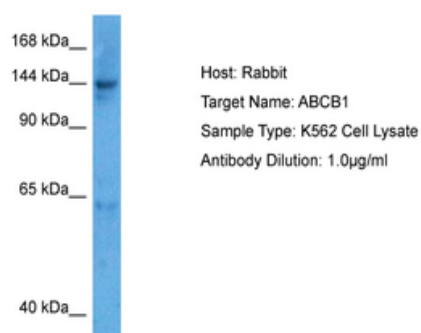 168 kDa
144 kDa
90 kDa
65 kDa
40 kDa
Host: Rabbit
Target Name: ABCB1
Sample Type: K562 Cell Lysate
Antibody Dilution: 1.0µg/ml